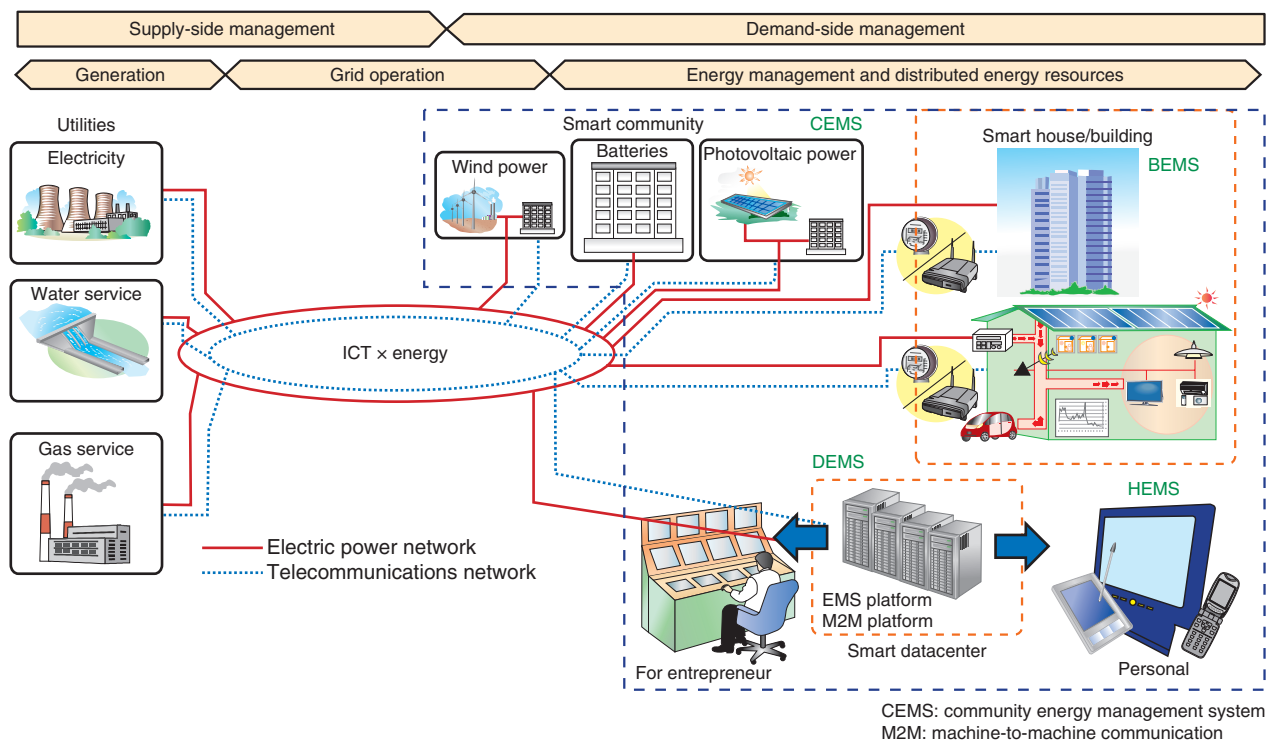 Supply-side management
Demand-side management
Generation
Grid operation
Energy management and distributed energy resources
Utilities
Electricity
Water service
Gas service
Smart community
CEMS
Wind power
Batteries
Photovoltaic power
Smart house/building
BEMS
ICT × energy
Electric power network
Telecommunications network
DEMS
HEMS
EMS platform
M2M platform
Smart datacenter
For entrepreneur
Personal
CEMS: community energy management system
M2M: machine-to-machine communication